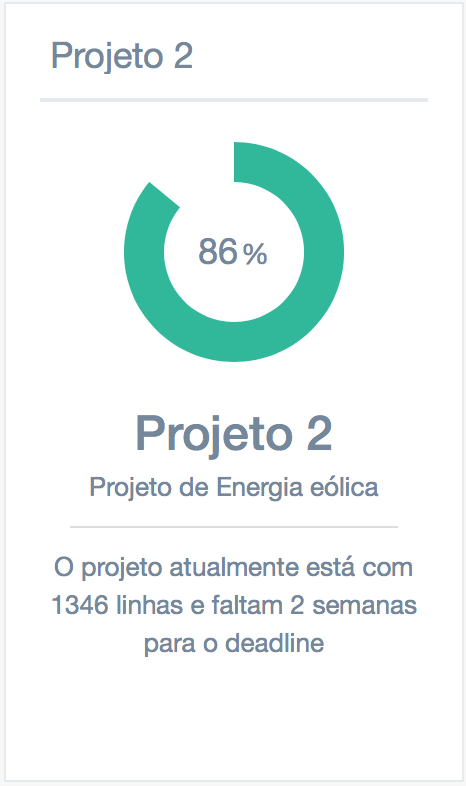 Projeto 2
86%
Projeto 2
Projeto de Energia eólica
O projeto atualmente está com
1346 linhas e faltam 2 semanas
para o deadline